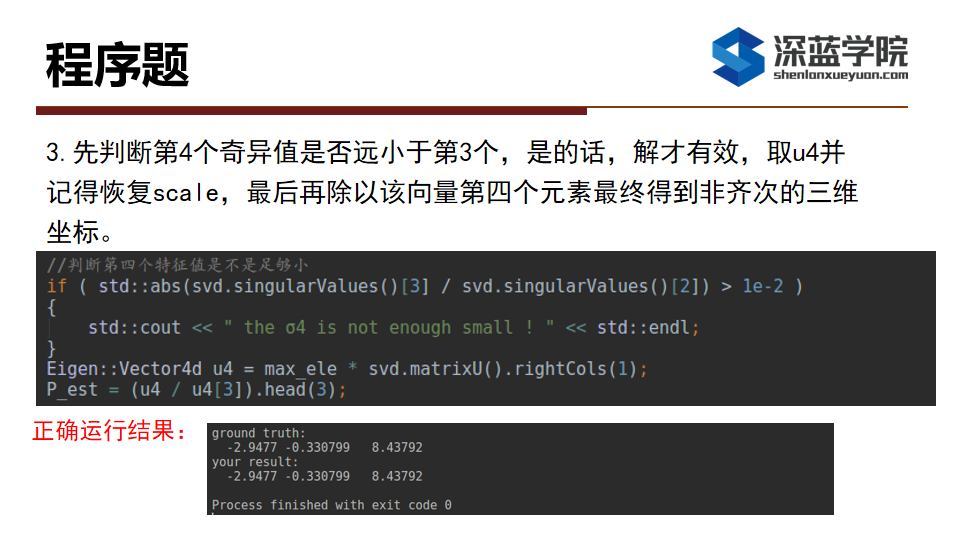 程序题
深蓝学院
shenlanxueyuan.com
3.先判断第4个奇异值是否远小于第3个，是的话，解才有效，取u4并
记得恢复scale，最后再除以该向量第四个元素最终得到非齐次的三维
坐标。
//判断第四个特征值是不是足够小
if ( std::abs(svd.singularValues()[3] / svd.singularValues()[2]) > 1e-2 )
{
    std::cout << " the σ4 is not enough small ! " << std::endl;
}
Eigen::Vector4d u4 = max_ele * svd.matrixU().rightCols(1);
P_est = (u4 / u4[3]).head(3);
正确运行结果：
ground truth:
  -2.9477 -0.330799   8.43792
your result:
  -2.9477 -0.330799   8.43792
Process finished with exit code 0